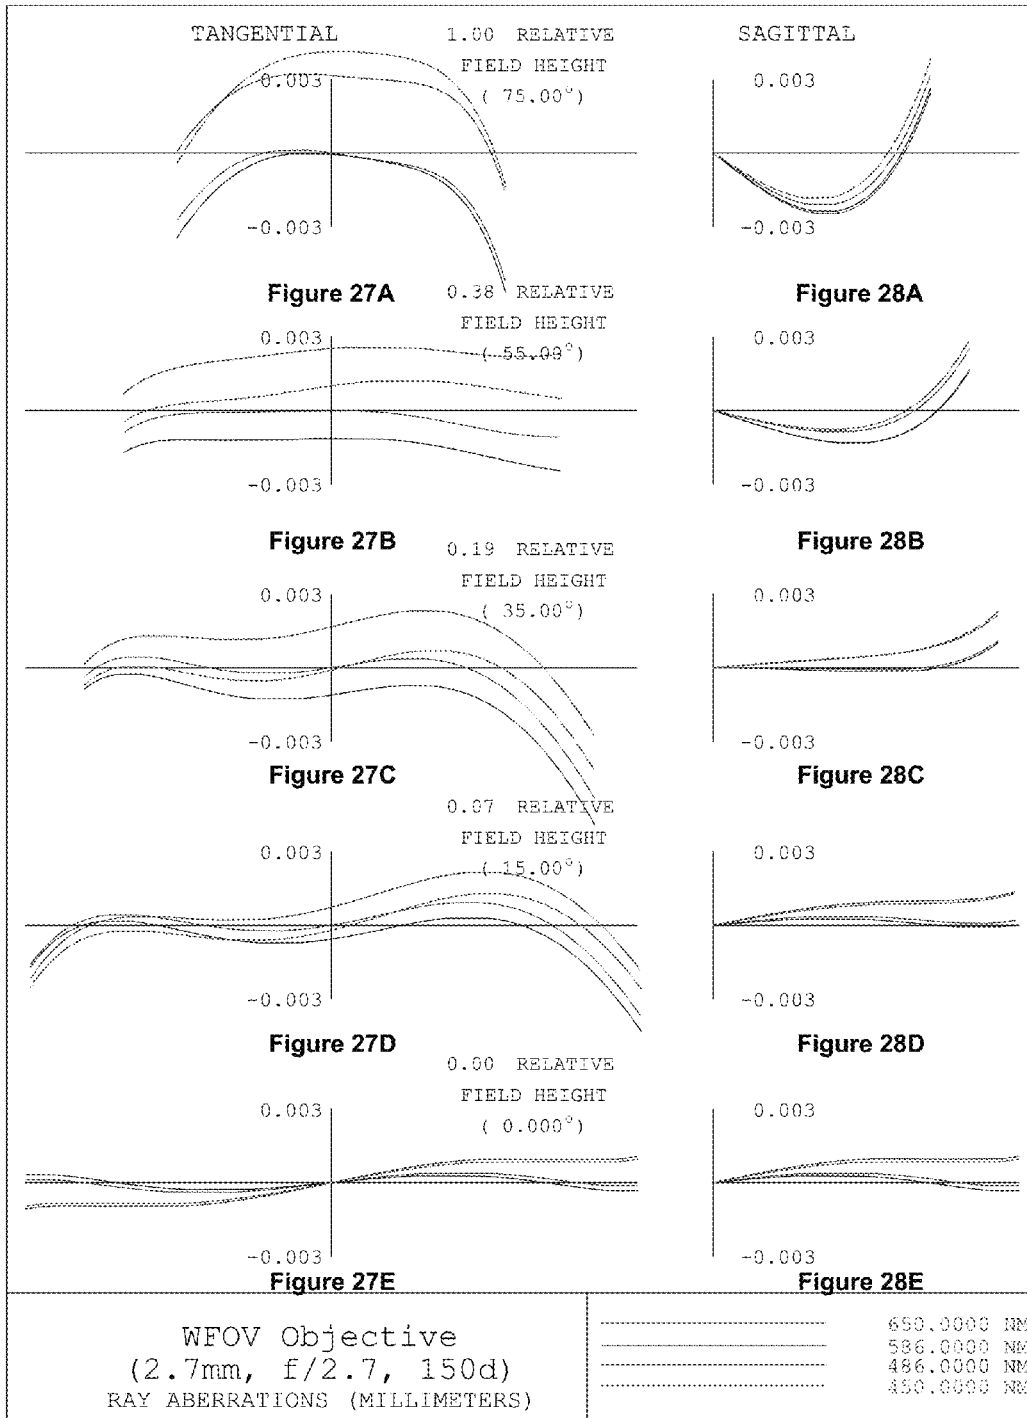 TANGENTIAL 1.00 RELATIVE SAGITTAL
FIELD HEIGHT
0.003 ( 75.00° ) 0.003
-0.003 -0.003
Figure 27A 0.38 RELATIVE Figure 28A
FIELD HEIGHT
0.003 0.003
-0.003 -0.003
Figure 27B 0.19 RELATIVE Figure 28B
FIELD HEIGHT
0.003 ( 35.00° ) 0.003
-0.003 -0.003
Figure 27C Figure 28C
0.07 RELATIVE
FIELD HEIGHT
0.003 ( 15.00° ) 0.003
-0.003 -0.003
Figure 27D Figure 28D
0.00 RELATIVE
FIELD HEIGHT
0.003 ( 0.000° ) 0.003
-0.003 -0.003
Figure 27E Figure 28E
WFOV Objective
(2.7mm, f/2.7, 150d)
RAY ABERRATIONS (MILLIMETERS)
650.0000 NM
586.0000 NM
486.0000 NM
450.0000 NM